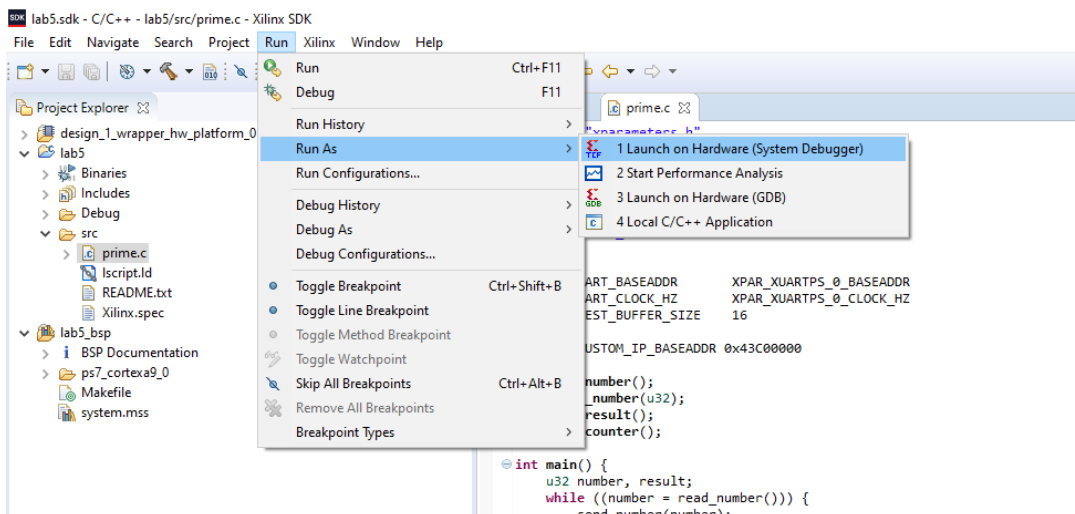 SDK lab5.sdk - C/C++ - lab5/src/prime.c - Xilinx SDK
File Edit Navigate Search Project Run Xilinx Window Help
Project Explorer
design_1_wrapper_hw_platform_0
lab5
Binaries
Includes
Debug
src
prime.c
lscript.ld
README.txt
Xilinx.spec
lab5_bsp
BSP Documentation
ps7_cortexa9_0
Makefile
system.mss
Run Ctrl+F11
Debug F11
Run History
Run As
Run Configurations...
Debug History
Debug As
Debug Configurations...
Toggle Breakpoint Ctrl+Shift+B
Toggle Line Breakpoint
Toggle Method Breakpoint
Toggle Watchpoint
Skip All Breakpoints Ctrl+Alt+B
Remove All Breakpoints
Breakpoint Types
TCF 1 Launch on Hardware (System Debugger)
2 Start Performance Analysis
GDB 3 Launch on Hardware (GDB)
c 4 Local C/C++ Application
prime.c
"xparameters.h"
ART_BASEADDR XPAR_XUARTPS_0_BASEADDR
ART_CLOCK_HZ XPAR_XUARTPS_0_CLOCK_HZ
EST_BUFFER_SIZE 16
USTOM_IP_BASEADDR 0x43C00000
number();
_number(u32);
result();
counter();
int main() {
u32 number, result;
while ((number = read_number())) {
send_number(number);